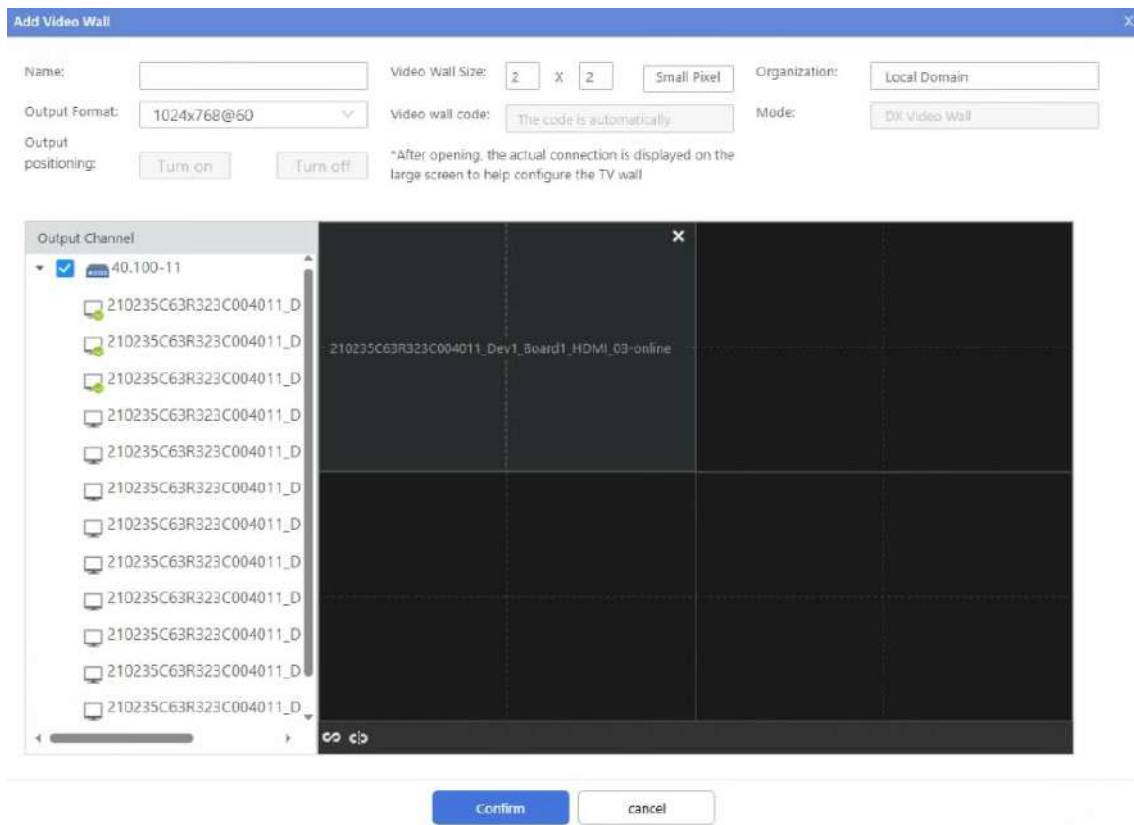 Add Video Wall X
Name:
Video Wall Size: 2 X 2 Small Pixel
Organization: Local Domain
Output Format: 1024x768@60
Video wall code: The code is automatically
Mode: DX Video Wall
Output
positioning: Turn on Turn off
*After opening, the actual connection is displayed on the
large screen to help configure the TV wall
Output Channel
40.100-11
210235C63R323C004011_D
210235C63R323C004011_D
210235C63R323C004011_D
210235C63R323C004011_D
210235C63R323C004011_D
210235C63R323C004011_D
210235C63R323C004011_D
210235C63R323C004011_D
210235C63R323C004011_D
210235C63R323C004011_D
210235C63R323C004011_D
210235C63R323C004011_D
210235C63R323C004011_Dev1_Board1_HDMI_03-online
Confirm cancel